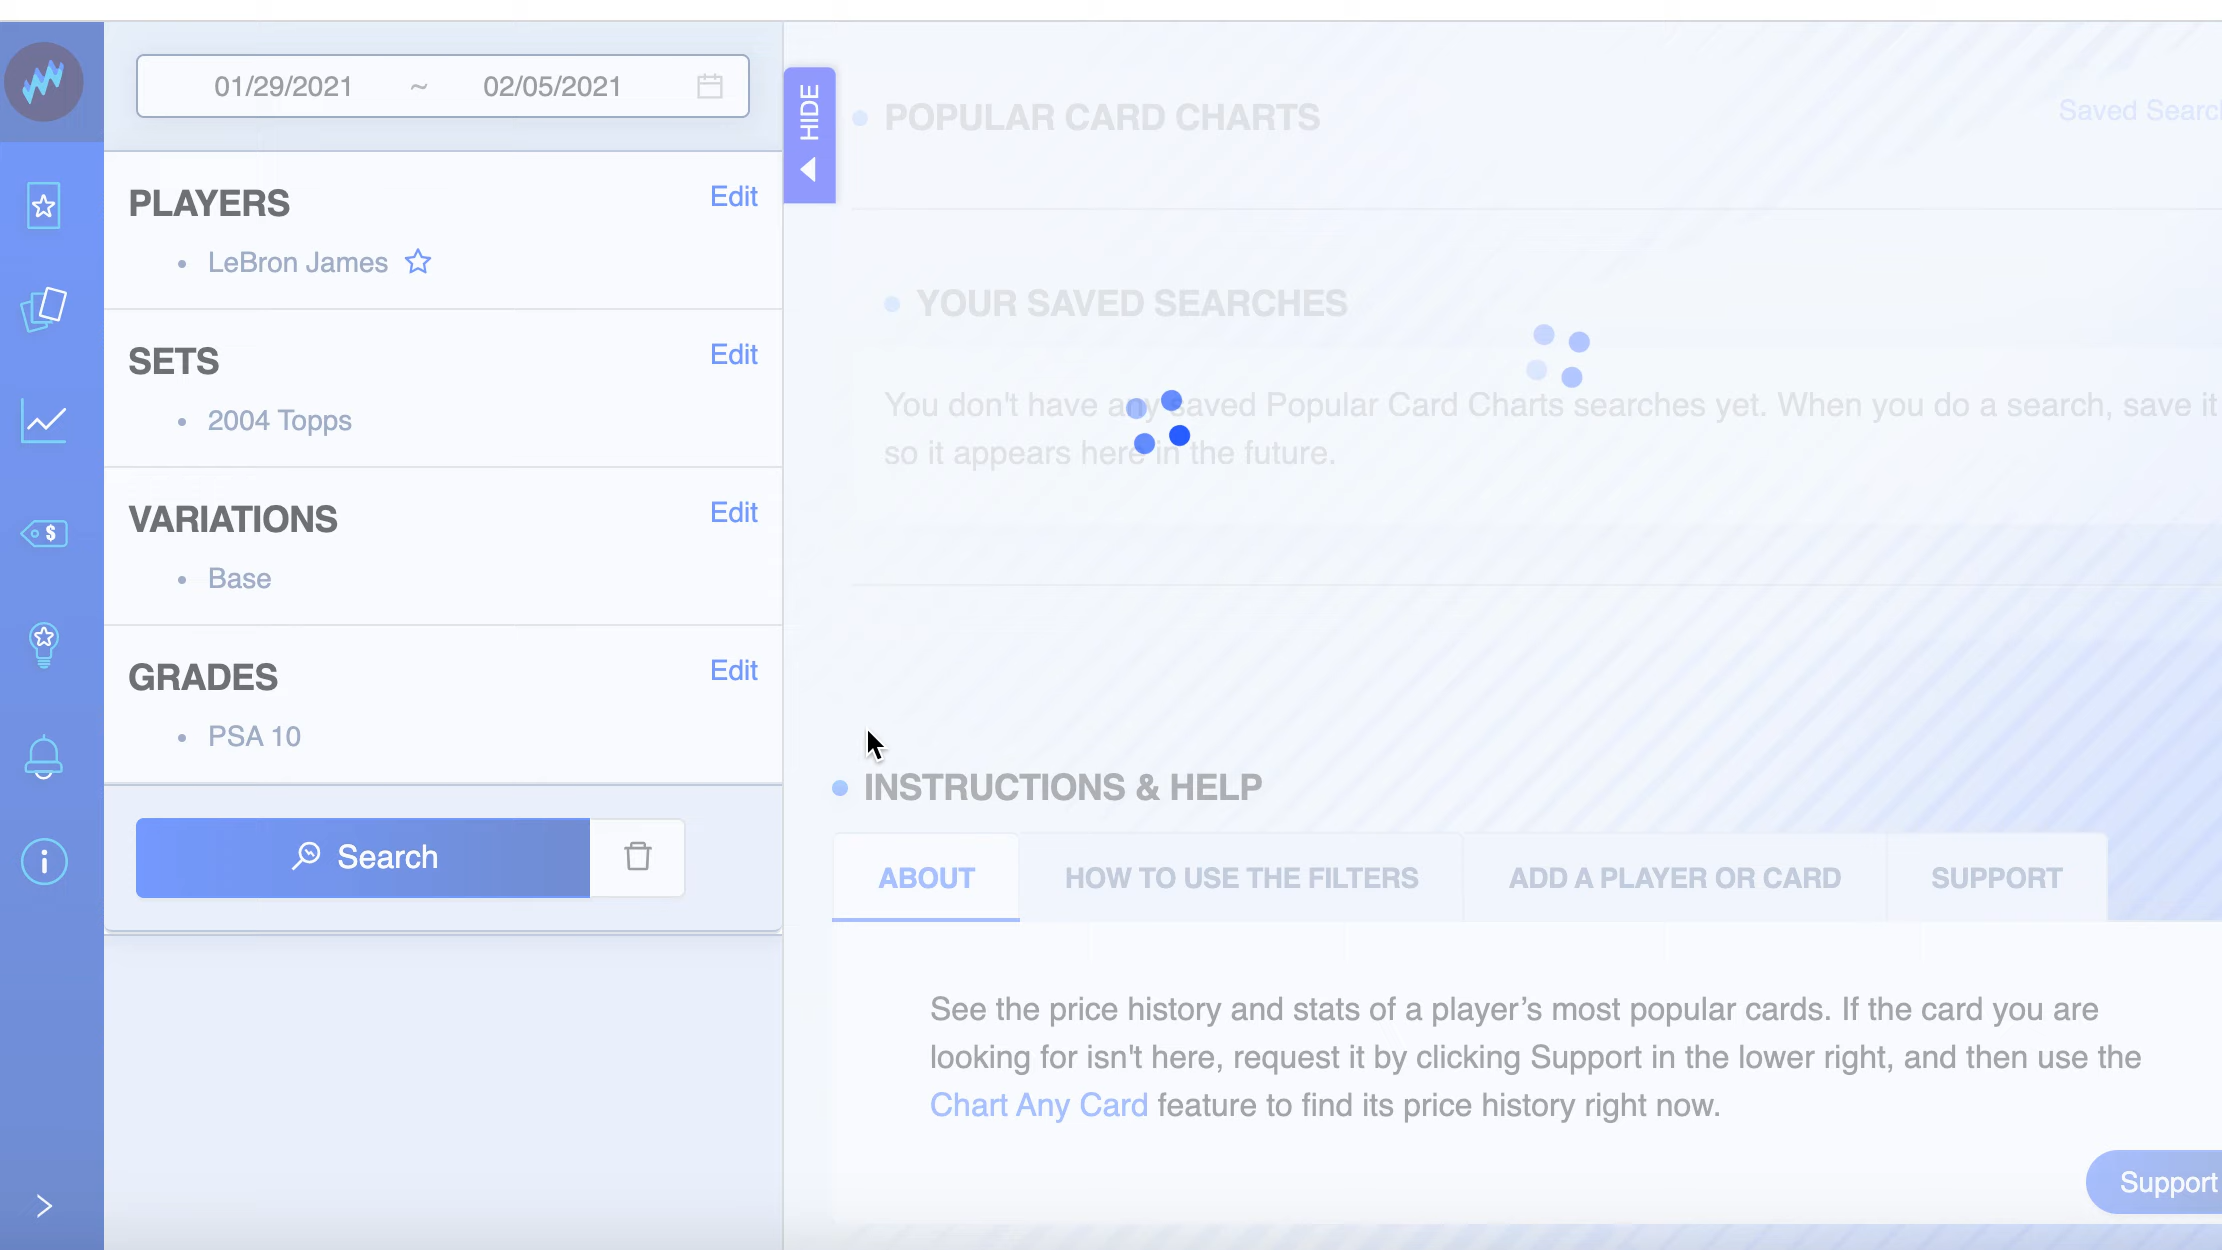 01/29/2021 ~ 02/05/2021
PLAYERS
Edit
• LeBron James
SETS
Edit
• 2004 Topps
VARIATIONS
Edit
• Base
GRADES
Edit
• PSA 10
Search
HIDE
POPULAR CARD CHARTS
Saved Search
YOUR SAVED SEARCHES
You don't have any saved Popular Card Charts searches yet. When you do a search, save it
so it appears here in the future.
INSTRUCTIONS & HELP
ABOUT
HOW TO USE THE FILTERS
ADD A PLAYER OR CARD
SUPPORT
See the price history and stats of a player’s most popular cards. If the card you are
looking for isn't here, request it by clicking Support in the lower right, and then use the
Chart Any Card feature to find its price history right now.
Support